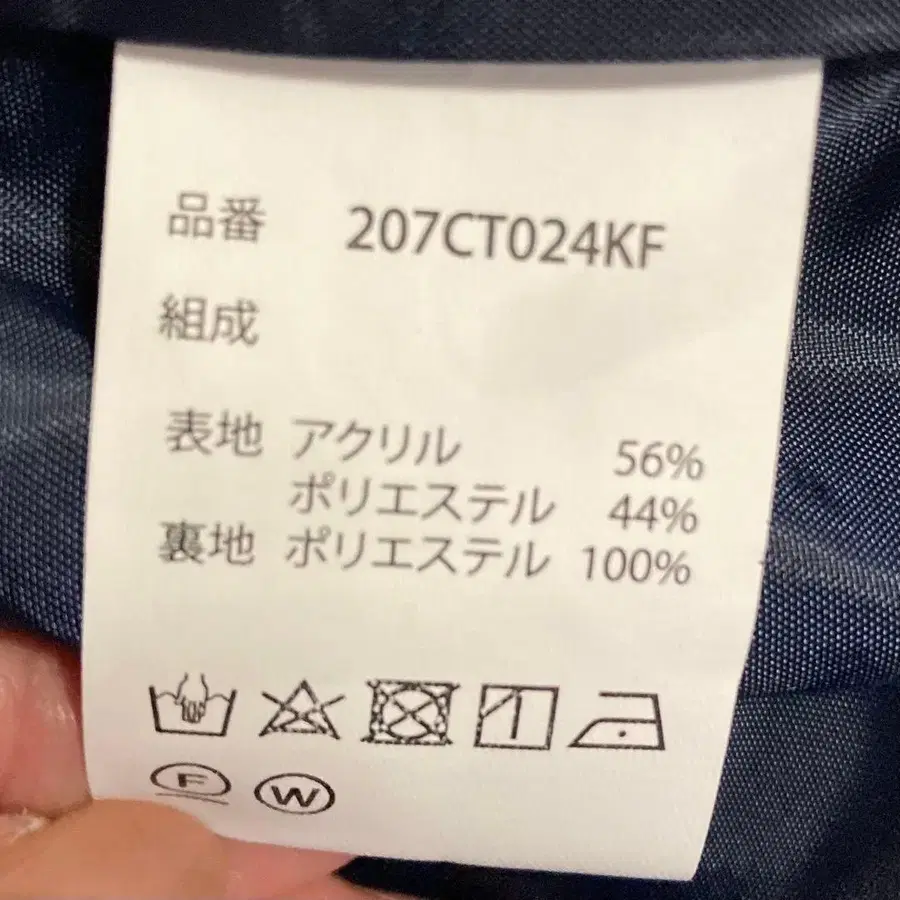 品番 207CT024KF
組成
表地 アクリル 56%
ポリエステル 44%
裏地 ポリエステル 100%
F W